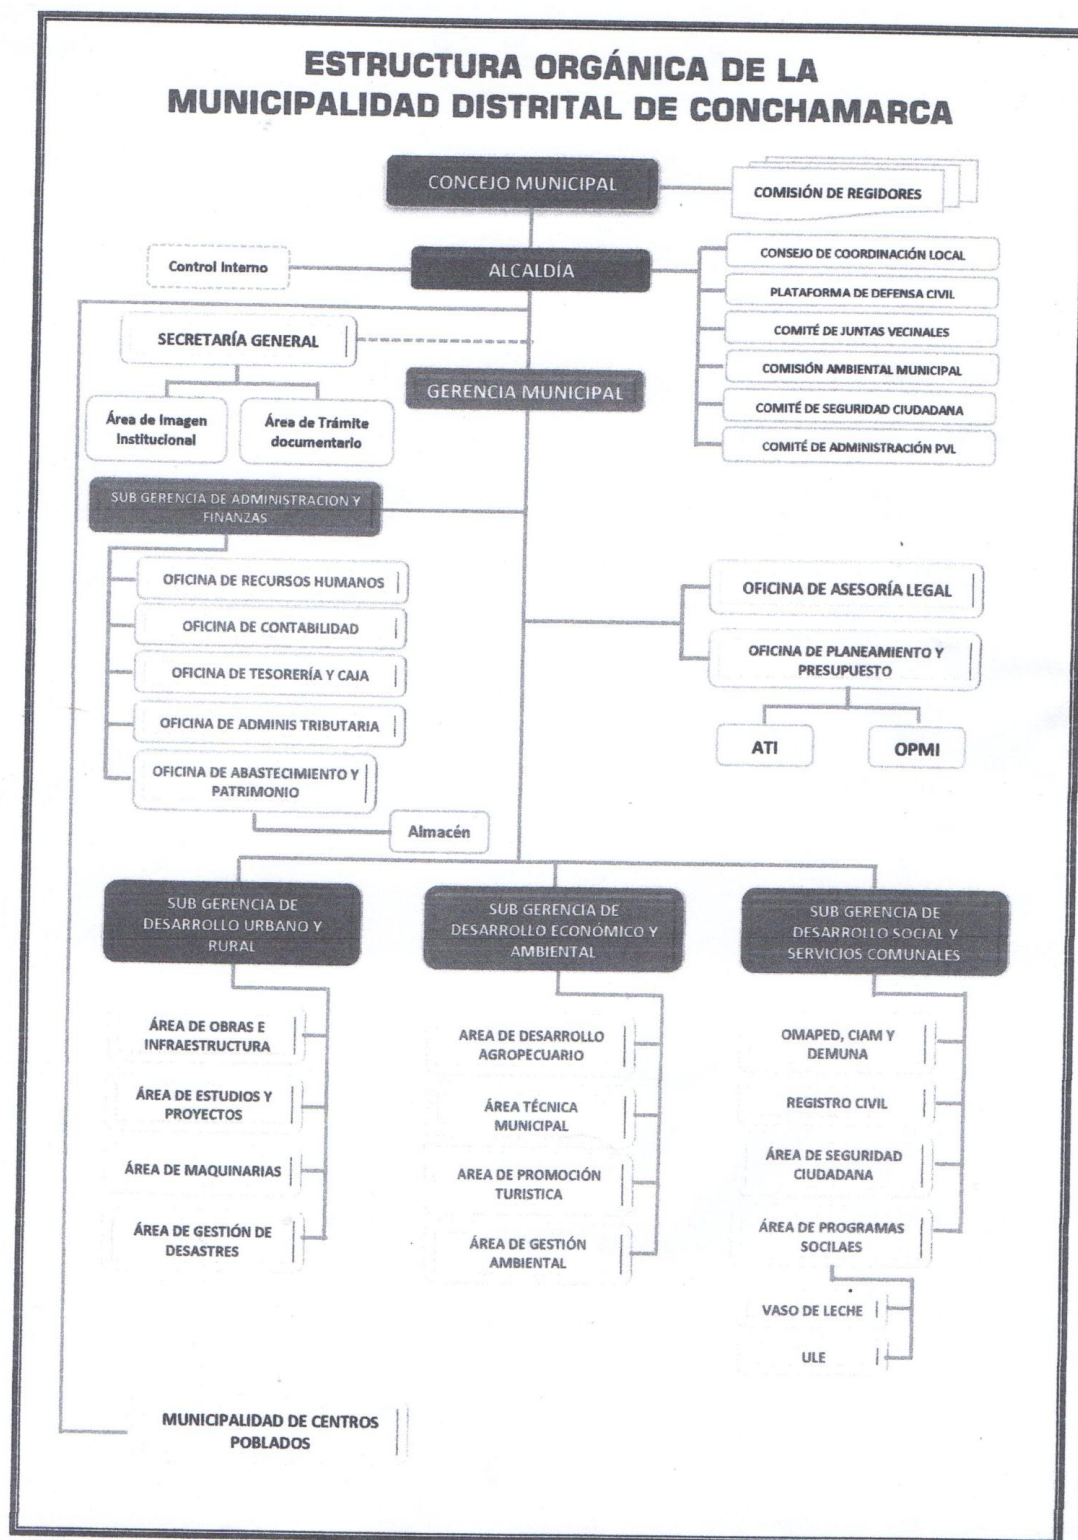 ESTRUCTURA ORGÁNICA DE LA
MUNICIPALIDAD DISTRITAL DE CONCHAMARCA
CONCEJO MUNICIPAL
COMISIÓN DE REGIDORES
Control Interno
ALCALDÍA
CONSEJO DE COORDINACIÓN LOCAL
PLATAFORMA DE DEFENSA CIVIL
COMITÉ DE JUNTAS VECINALES
COMISIÓN AMBIENTAL MUNICIPAL
COMITÉ DE SEGURIDAD CIUDADANA
COMITÉ DE ADMINISTRACIÓN PVL
SECRETARÍA GENERAL
GERENCIA MUNICIPAL
Área de Imagen
Institucional
Área de Trámite
documentario
SUB GERENCIA DE ADMINISTRACION Y
FINANZAS
OFICINA DE RECURSOS HUMANOS
OFICINA DE CONTABILIDAD
OFICINA DE TESORERÍA Y CAJA
OFICINA DE ADMINIS TRIBUTARIA
OFICINA DE ABASTECIMIENTO Y
PATRIMONIO
Almacén
OFICINA DE ASESORÍA LEGAL
OFICINA DE PLANEAMIENTO Y
PRESUPUESTO
ATI
OPMI
SUB GERENCIA DE
DESARROLLO URBANO Y
RURAL
ÁREA DE OBRAS E
INFRAESTRUCTURA
ÁREA DE ESTUDIOS Y
PROYECTOS
ÁREA DE MAQUINARIAS
ÁREA DE GESTIÓN DE
DESASTRES
SUB GERENCIA DE
DESARROLLO ECONÓMICO Y
AMBIENTAL
AREA DE DESARROLLO
AGROPECUARIO
ÁREA TÉCNICA
MUNICIPAL
AREA DE PROMOCIÓN
TURISTICA
ÁREA DE GESTIÓN
AMBIENTAL
SUB GERENCIA DE
DESARROLLO SOCIAL Y
SERVICIOS COMUNALES
OMAPED, CIAM Y
DEMUNA
REGISTRO CIVIL
ÁREA DE SEGURIDAD
CIUDADANA
ÁREA DE PROGRAMAS
SOCILAES
VASO DE LECHE
ULE
MUNICIPALIDAD DE CENTROS
POBLADOS